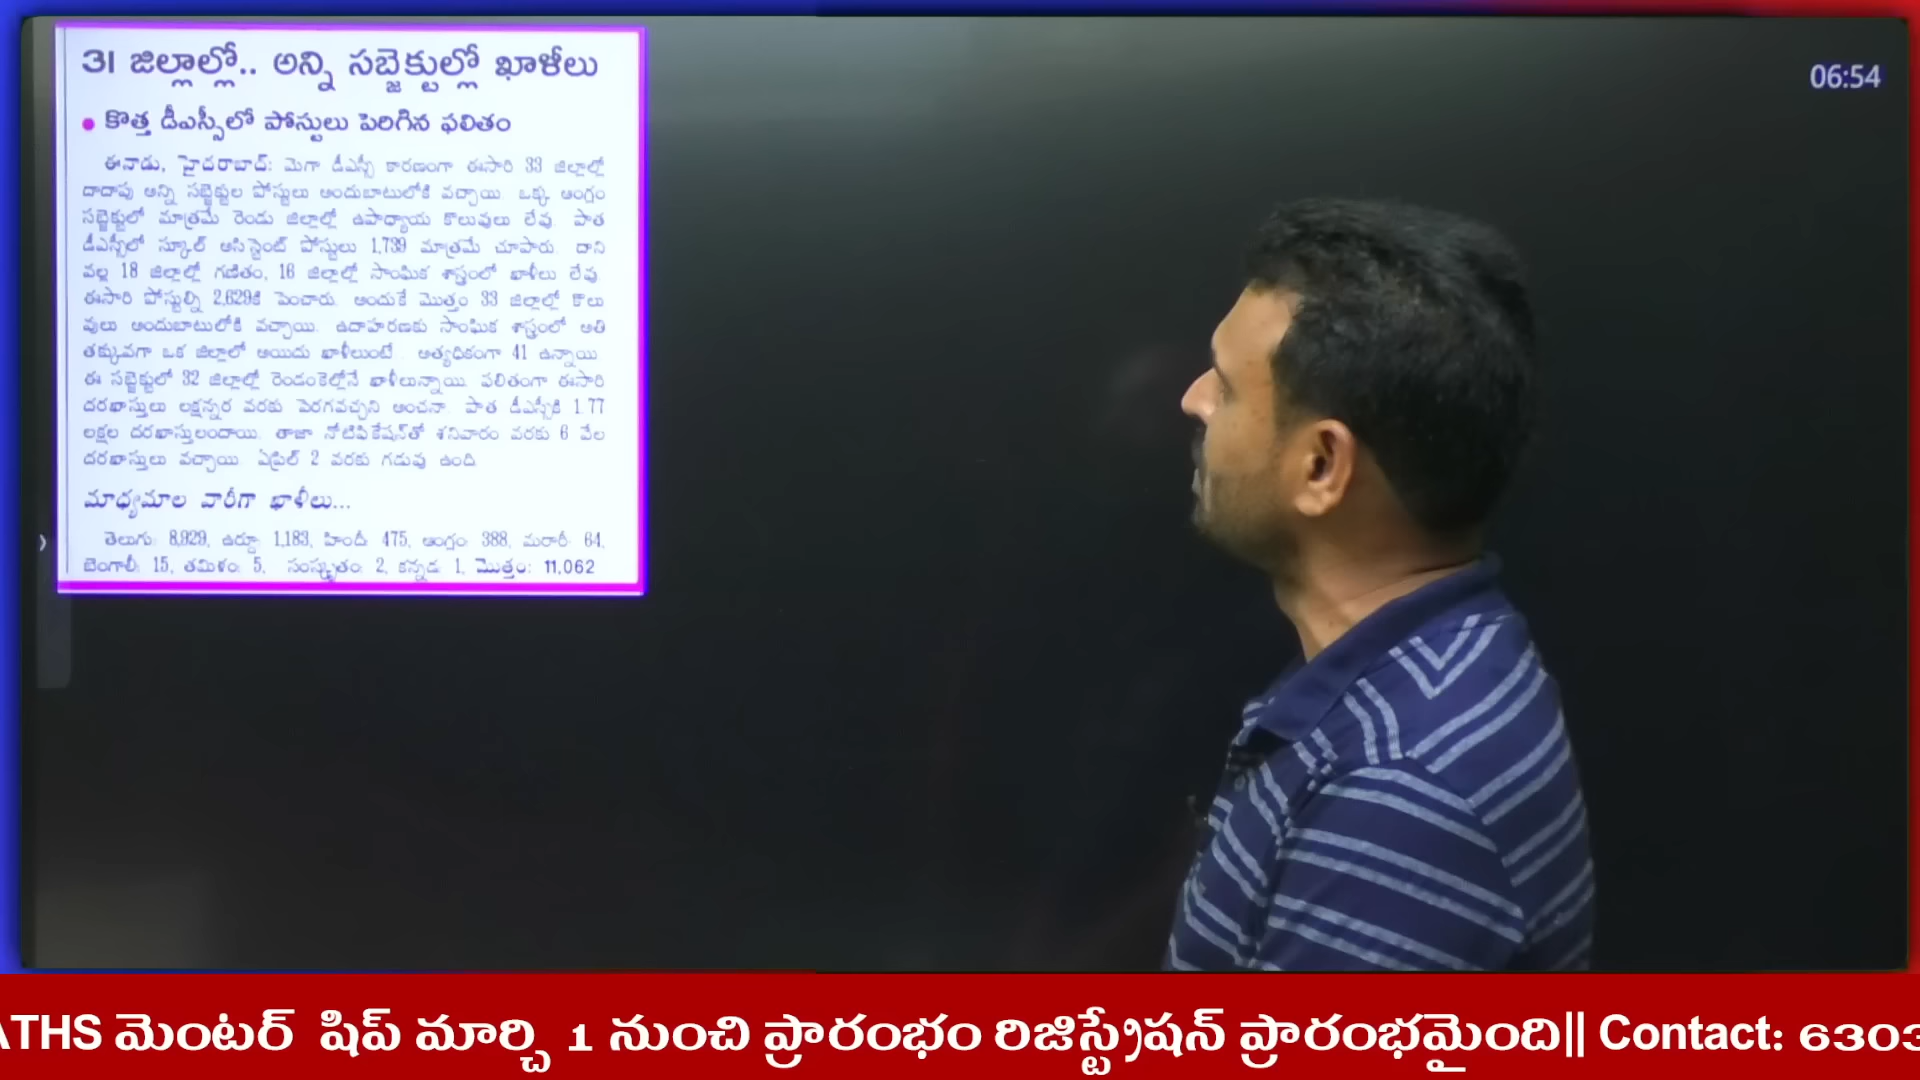 31 జిల్లాల్లో.. అన్ని సబ్జెక్టుల్లో ఖాళీలు
06:54
• కొత్త డీఎస్సీలో పోస్టులు పెరిగిన ఫలితం
ఈనాడు, హైదరాబాద్: మెగా డీఎస్సీ కారణంగా ఈసారి 33 జిల్లాల్లో
దాదాపు అన్ని సబ్జెక్టుల పోస్టులు అందుబాటులోకి వచ్చాయి. ఒక్క ఆంగ్లం
సబ్జెక్టులో మాత్రమే రెండు జిల్లాల్లో ఉపాధ్యాయ కొలువులు లేవు. పాత
డీఎస్సీలో స్కూల్ అసిస్టెంట్ పోస్టులు 1,739 మాత్రమే చూపారు. దాని
వల్ల 18 జిల్లాల్లో గణితం, 16 జిల్లాల్లో సాంఘిక శాస్త్రంలో ఖాళీలు లేవు.
ఈసారి పోస్టుల్ని 2,629కి పెంచారు. అందుకే మొత్తం 33 జిల్లాల్లో కొలు
వులు అందుబాటులోకి వచ్చాయి. ఉదాహరణకు సాంఘిక శాస్త్రంలో అతి
తక్కువగా ఒక జిల్లాలో అయిదు ఖాళీలుంటే.. అత్యధికంగా 41 ఉన్నాయి.
ఈ సబ్జెక్టులో 32 జిల్లాల్లో రెండంకెల్లోనే ఖాళీలున్నాయి. ఫలితంగా ఈసారి
దరఖాస్తులు లక్షన్నర వరకు పెరగవచ్చని అంచనా. పాత డీఎస్సీకి 1.77
లక్షల దరఖాస్తులందాయి. తాజా నోటిఫికేషన్‌తో శనివారం వరకు 6 వేల
దరఖాస్తులు వచ్చాయి. ఏప్రిల్ 2 వరకు గడువు ఉంది.
మాధ్యమాల వారీగా ఖాళీలు...
తెలుగు: 8,929, ఉర్దూ: 1,183, హిందీ: 475, ఆంగ్లం: 388, మరాఠీ: 64,
బెంగాలీ: 15, తమిళం: 5, సంస్కృతం: 2, కన్నడ: 1, మొత్తం: 11,062
ATHS మెంటర్ షిప్ మార్చి 1 నుంచి ప్రారంభం రిజిస్ట్రేషన్ ప్రారంభమైంది|| Contact: 6303